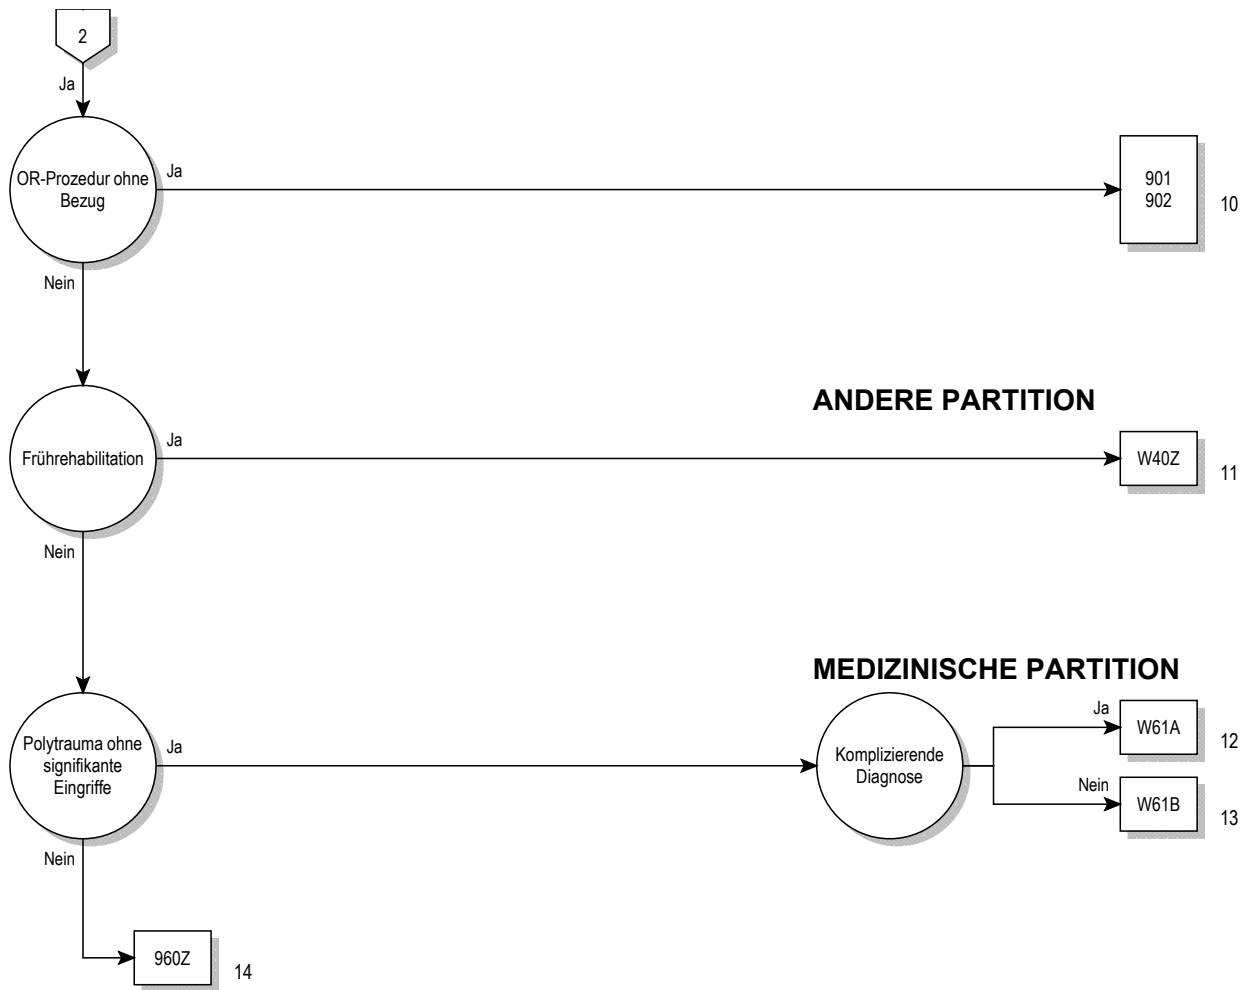 2
Ja
OR-Prozedur ohne
Bezug
Ja
901
902
10
Nein
ANDERE PARTITION
Frührehabilitation
Ja
W40Z
11
Nein
MEDIZINISCHE PARTITION
Polytrauma ohne
signifikante
Eingriffe
Ja
Komplizierende
Diagnose
Ja
W61A
12
Nein
W61B
13
Nein
960Z
14